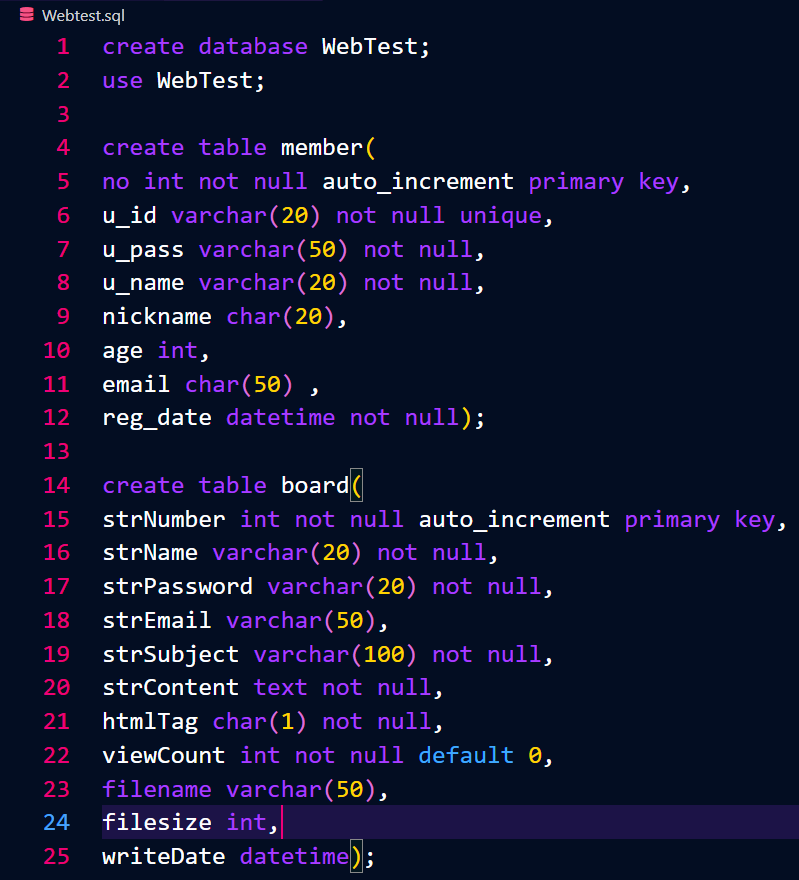 Webtest.sql
1 create database WebTest;
2 use WebTest;
3
4 create table member(
5 no int not null auto_increment primary key,
6 u_id varchar(20) not null unique,
7 u_pass varchar(50) not null,
8 u_name varchar(20) not null,
9 nickname char(20),
10 age int,
11 email char(50) ,
12 reg_date datetime not null);
13
14 create table board(
15 strNumber int not null auto_increment primary key,
16 strName varchar(20) not null,
17 strPassword varchar(20) not null,
18 strEmail varchar(50),
19 strSubject varchar(100) not null,
20 strContent text not null,
21 htmlTag char(1) not null,
22 viewCount int not null default 0,
23 filename varchar(50),
24 filesize int,
25 writeDate datetime);